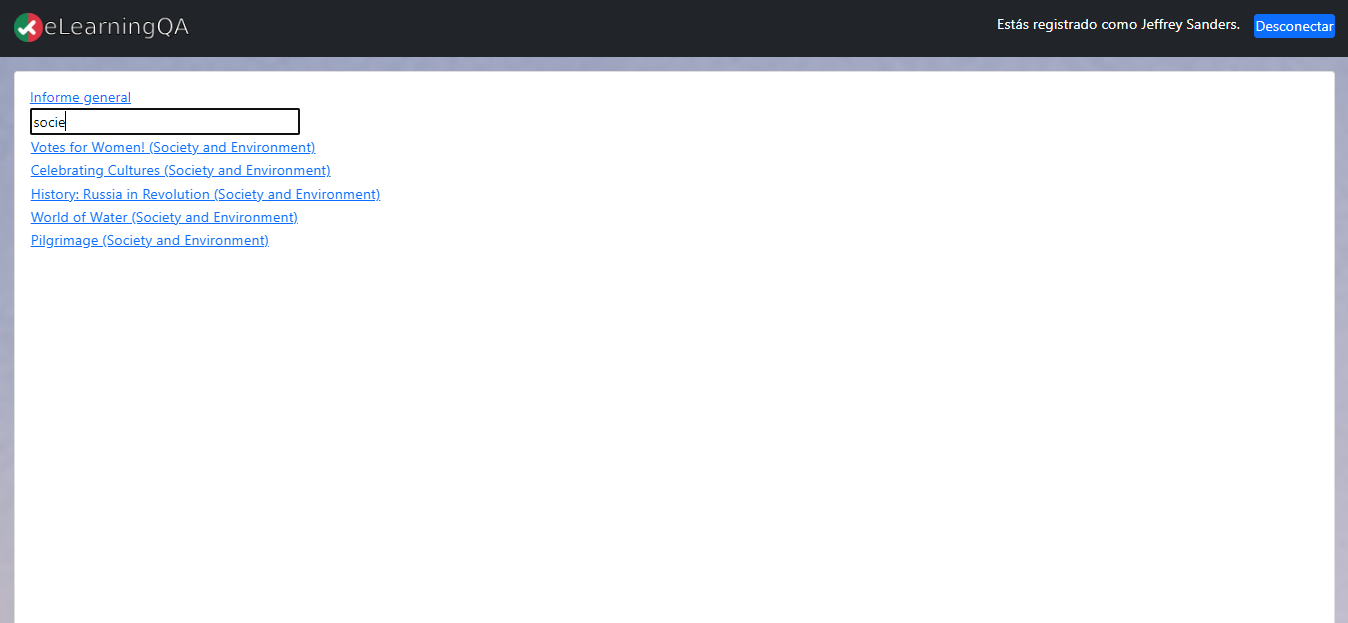 eLearningQA
Estás registrado como Jeffrey Sanders. Desconectar
Informe general
socie
Votes for Women! (Society and Environment)
Celebrating Cultures (Society and Environment)
History: Russia in Revolution (Society and Environment)
World of Water (Society and Environment)
Pilgrimage (Society and Environment)